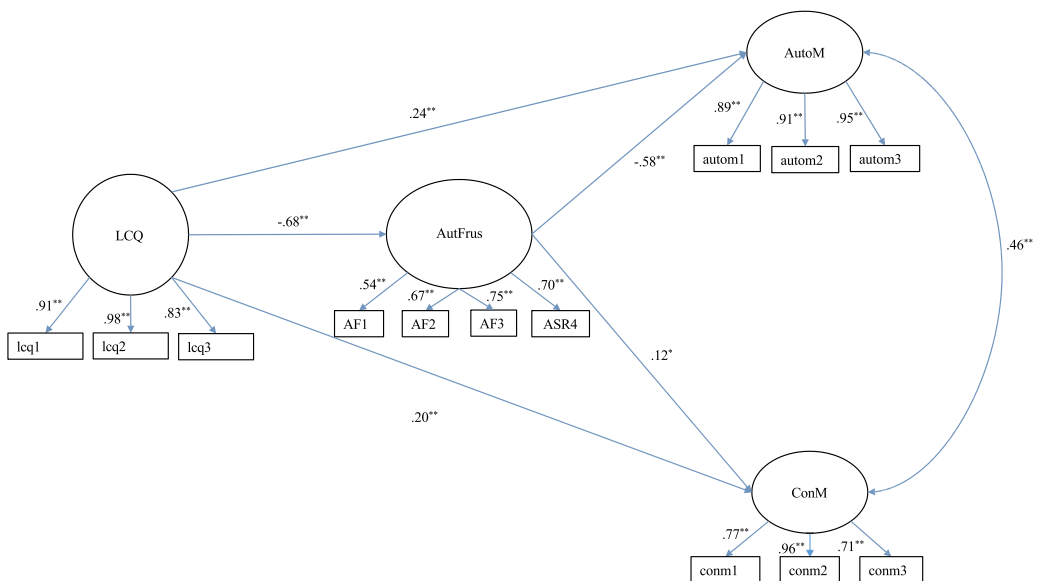 AutoM
.24**
.89**
.91**
.95**
autom1
autom2
autom3
-.58**
LCQ
-.68**
AutFrus
.46**
.91**
.98**
.83**
.54**
.67**
.75**
.70**
lcq1
lcq2
lcq3
AF1
AF2
AF3
ASR4
.12*
.20**
ConM
.77**
.96**
.71**
conm1
conm2
conm3